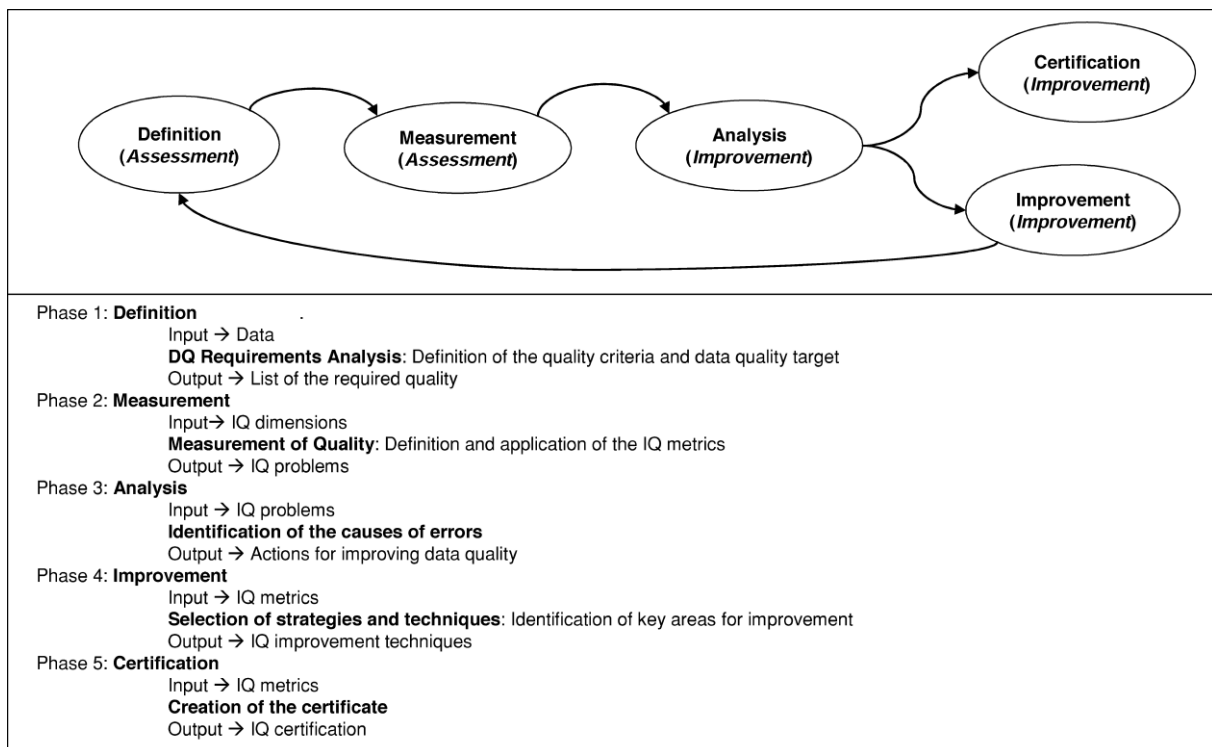 Definition
(Assessment)
Measurement
(Assessment)
Analysis
(Improvement)
Certification
(Improvement)
Improvement
(Improvement)
Phase 1: Definition .
Input → Data
DQ Requirements Analysis: Definition of the quality criteria and data quality target
Output → List of the required quality
Phase 2: Measurement
Input→ IQ dimensions
Measurement of Quality: Definition and application of the IQ metrics
Output → IQ problems
Phase 3: Analysis
Input → IQ problems
Identification of the causes of errors
Output → Actions for improving data quality
Phase 4: Improvement
Input → IQ metrics
Selection of strategies and techniques: Identification of key areas for improvement
Output → IQ improvement techniques
Phase 5: Certification
Input → IQ metrics
Creation of the certificate
Output → IQ certification